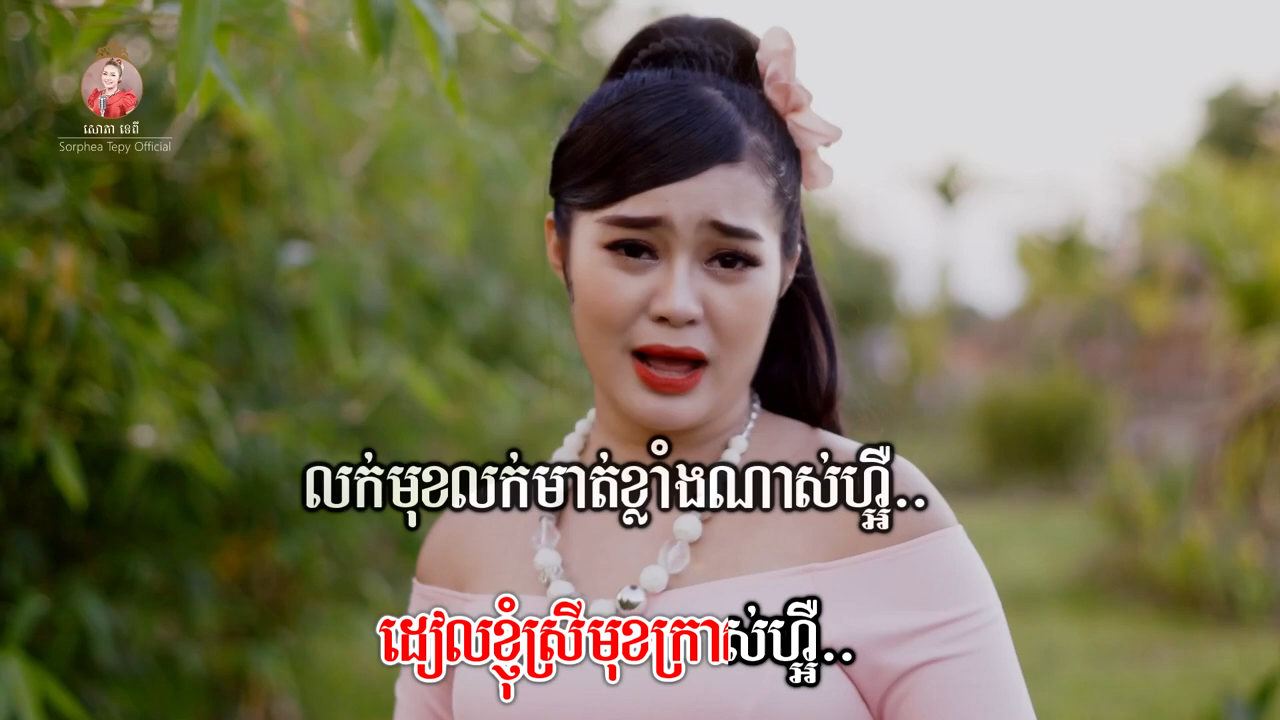 សោភា ទេពី
Sorphea Tepy Official
លក់មុខលក់មាត់ខ្លាំងណាស់ហ្អឺ..
ដៀលខ្ញុំស្រីមុខក្រាស់ហ្អឺ..